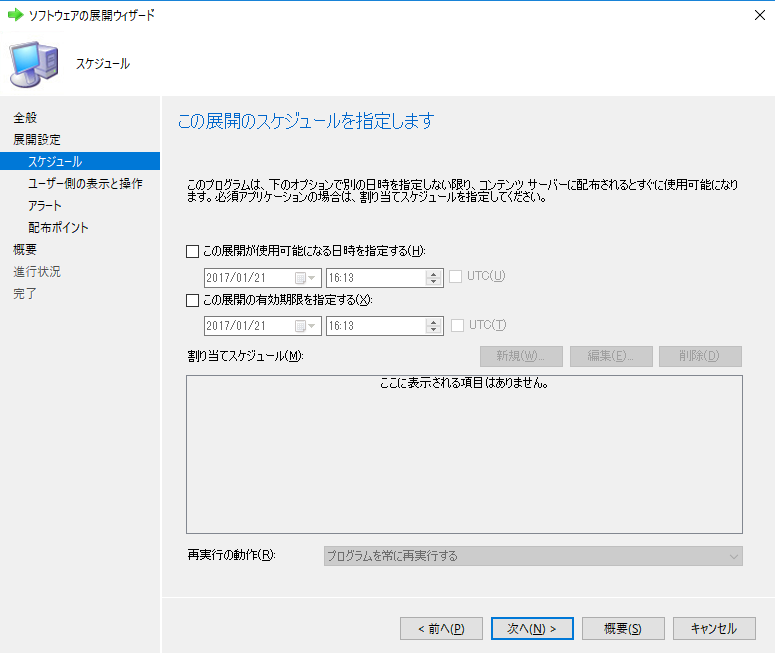 ソフトウェアの展開ウィザード
スケジュール
全般
展開設定
スケジュール
ユーザー側の表示と操作
アラート
配布ポイント
概要
進行状況
完了
この展開のスケジュールを指定します
このプログラムは、下のオプションで別の日時を指定しない限り、コンテンツ サーバーに配布されるとすぐに使用可能になり
ます。必須アプリケーションの場合は、割り当てスケジュールを指定してください。
この展開が使用可能になる日時を指定する(H):
2017/01/21 16:13 UTC(U)
この展開の有効期限を指定する(X):
2017/01/21 16:13 UTC(T)
割り当てスケジュール(M): 新規(W)... 編集(E)... 削除(D)
ここに表示される項目はありません。
再実行の動作(R): プログラムを常に再実行する
< 前へ(P) 次へ(N) > 概要(S) キャンセル